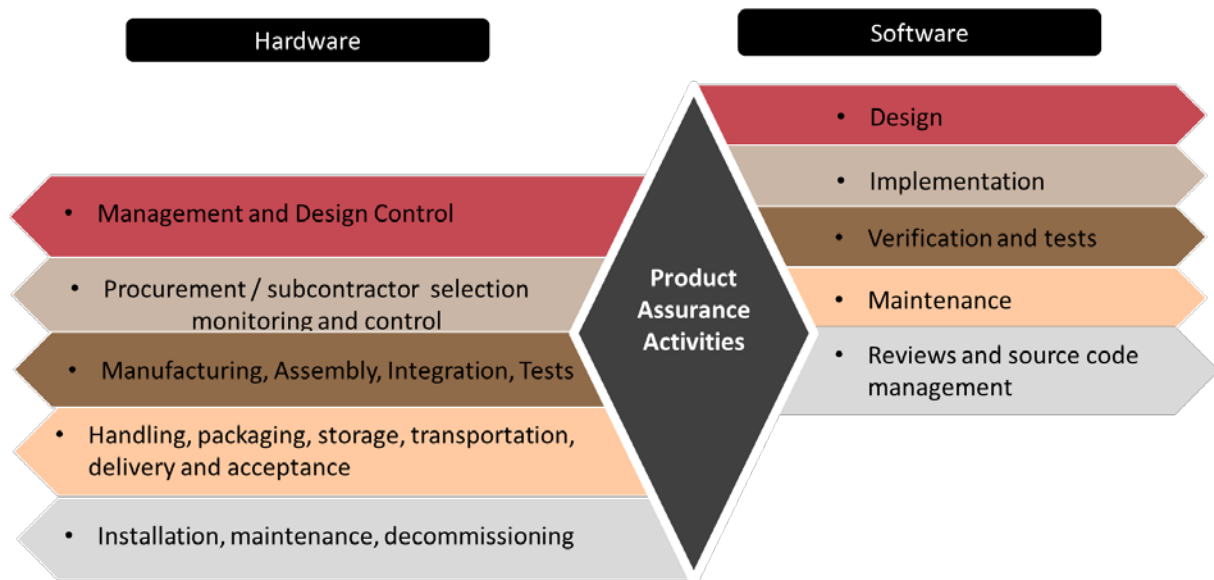 Hardware
Software
• Management and Design Control
• Procurement / subcontractor selection
monitoring and control
• Manufacturing, Assembly, Integration, Tests
• Handling, packaging, storage, transportation,
delivery and acceptance
• Installation, maintenance, decommissioning
Product
Assurance
Activities
• Design
• Implementation
• Verification and tests
• Maintenance
• Reviews and source code
management